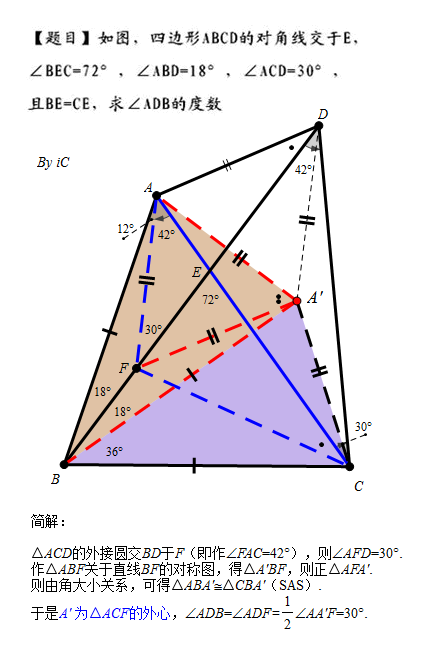 【题目】如图，四边形ABCD的对角线交于E，
∠BEC=72°，∠ABD=18°，∠ACD=30°，
且BE=CE，求∠ADB的度数
D
By iC
42°
A
12°
42°
E
72°
A'
30°
F
18°
18°
30°
36°
B
C
简解：
△ACD的外接圆交BD于F（即作∠FAC=42°），则∠AFD=30°.
作△ABF关于直线BF的对称图，得△A'BF，则正△AFA'.
则由角大小关系，可得△ABA'≌△CBA'（SAS）.
于是A'为△ACF的外心，∠ADB=∠ADF=1/2∠AA'F=30°.